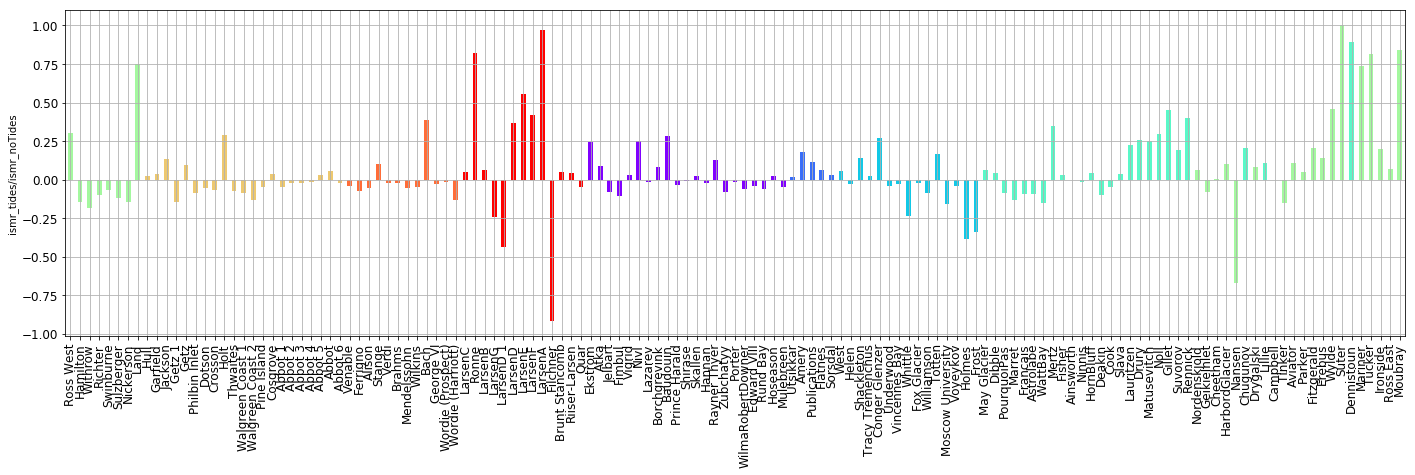 ismr_tides/ismr_noTides
1.00
0.75
0.50
0.25
0.00
−0.25
−0.50
−0.75
−1.00
Ross West
Hamilton
Withrow
Richter
Swinburne
Sulzberger
Nickerson
Land
Hull
Garfield
Jackson
Getz 1
Getz
Philbin Inlet
Dotson
Crosson
Holt
Thwaites
Walgreen Coast 1
Walgreen Coast 2
Pine Island
Cosgrove
Abbot 1
Abbot 2
Abbot 3
Abbot 4
Abbot 5
Abbot
Abbot 6
Venable
Ferrigno
Alison
Stange
Verdi
Brahms
Mendelssohn
Wilkins
Bach
George VI
Wordie (Prospect)
Wordie (Harriott)
LarsenC
Ronne
LarsenB
LarsenG
LarsenD 1
LarsenD
LarsenE
LarsenF
LarsenA
Filchner
Brunt Stancomb
Riiser-Larsen
Quar
Ekstrom
Atka
Jelbart
Fimbul
Vigrid
Nivl
Lazarev
Borchgrevink
Baudouin
Prince Harald
Shirase
Skallen
Hannan
Rayner Thyer
Zubchatyy
Porter
WilmaRobertDowner
Edward VIII
Rund Bay
Hoseason
Mulebreen
Utsikkar
Amery
Publications
Flatnes
Sorsdal
West
Helen
Shackleton
Tracy Tremenchus
Conger Glenzer
Underwood
Vincennes Bay
Whittle
Fox Glacier
Williamson
Totten
Moscow University
Voyeykov
Holmes
Frost
May Glacier
Dibble
PourquoiPas
Marret
Francais
Astrolabe
WattBay
Mertz
Fisher
Ainsworth
Ninnis
HornBluff
Deakin
Cook
Slava
Lauritzen
Drury
Matusevitch
Noll
Gillet
Suvorov
Rennick
Nordenskjold
GeikieInlet
Cheetham
HarbordGlacier
Nansen
Chugunov
Drygalski
Lillie
Campbell
Tinker
Aviator
Parker
Fitzgerald
Erebus
Wylde
Suter
Dennistoun
Mariner
Tucker
Ironside
Ross East
Moubray